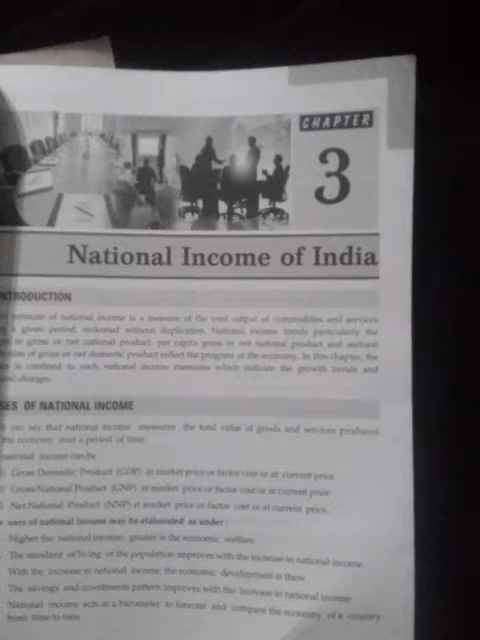 CHAPTER
3
National Income of India
NTRODUCTION
estimate of national income is a measure of the total output of commodities and services
a given period, reckoned without duplication. National income trends particularly the
in gross or net national product, per capita gross or net national product and sectoral
of gross or net domestic product reflect the progress of the economy. In this chapter, the
is confined to such national income measures which indicate the growth trends and
changes.
SES OF NATIONAL INCOME
can say that national income measures the total value of goods and services produced
the economy over a period of time.
national income can be
) Gross Domestic Product (GDP) at market price or factor cost or at current price.
) Gross National Product (GNP) at market price or factor cost or at current price.
) Net National Product (NNP) at market price or factor cost or at current price.
uses of national income may be elaborated as under :
Higher the national income, greater is the economic welfare.
The standard of living of the population improves with the increase in national income.
With the increase in national income, the economic development is there.
The savings and investments pattern improves with the increase in national income
National income acts as a barometer to forecast and compare the economy of a country
from time to time.